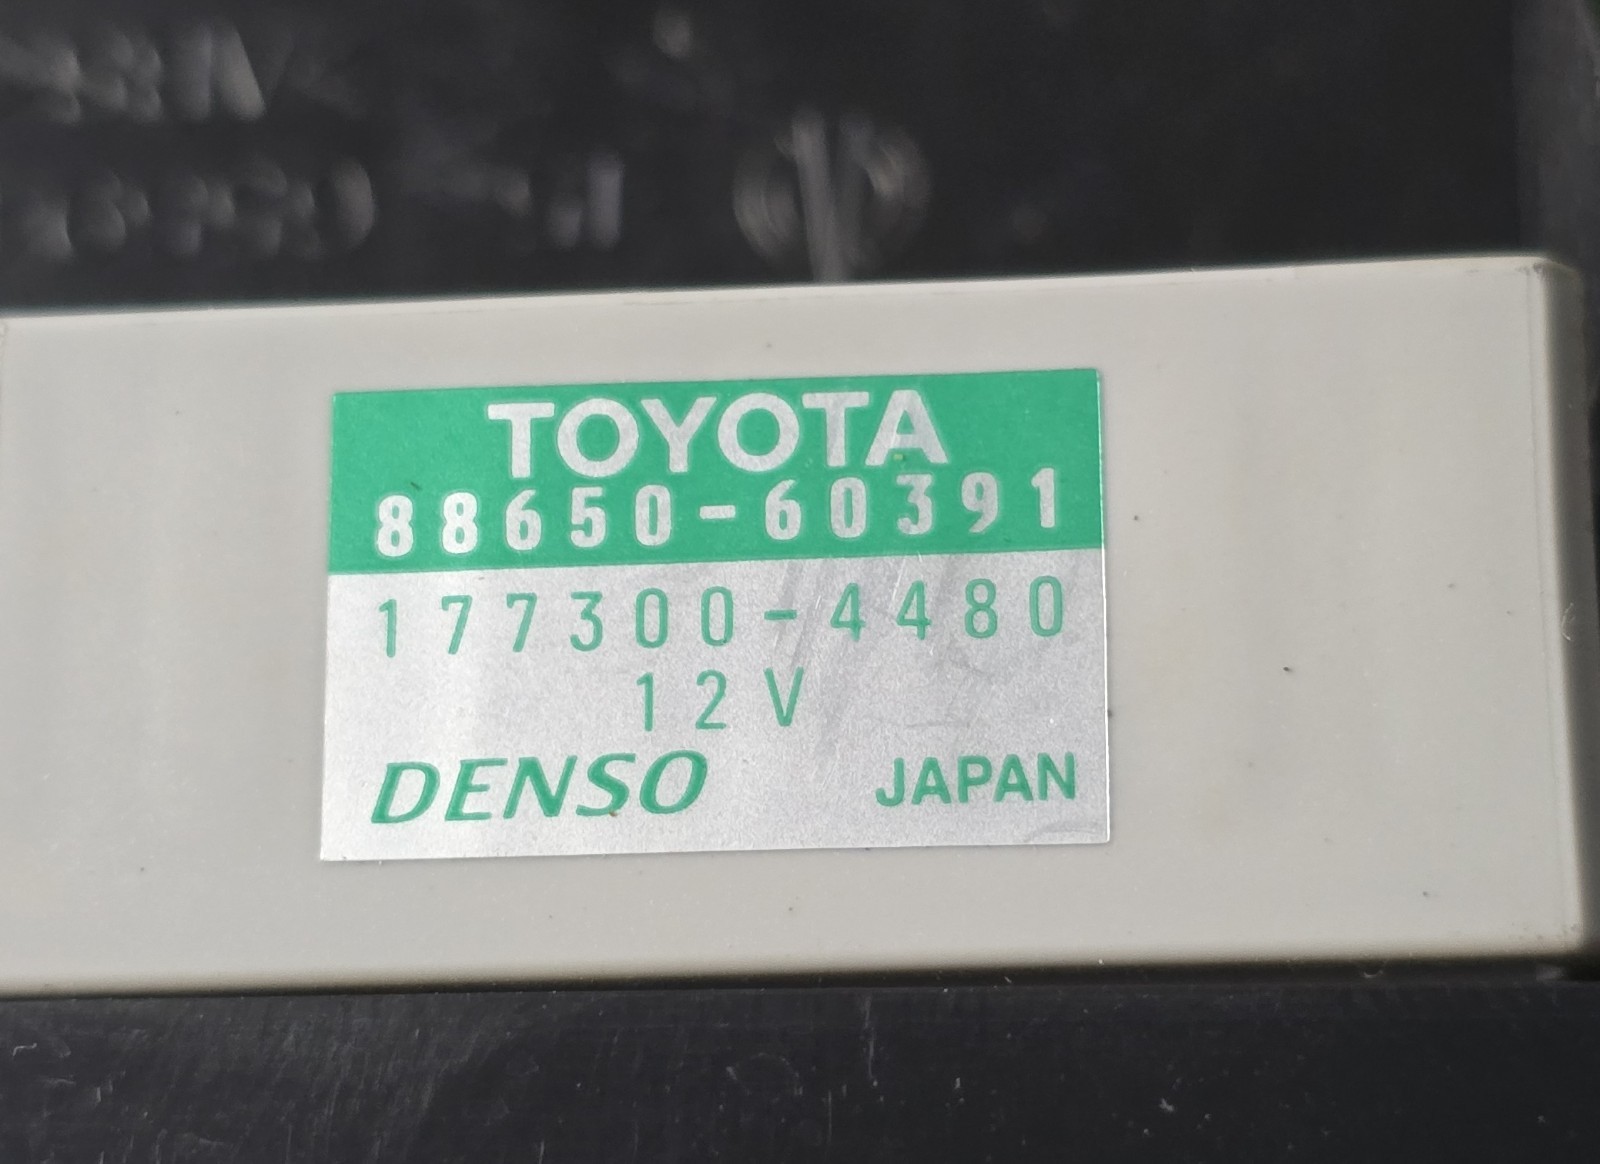 TOYOTA
88650-60391
177300-4480
12V
DENSO JAPAN